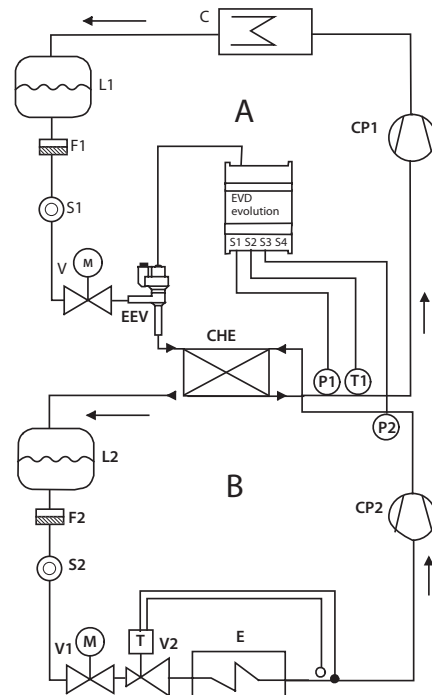 C
L1
A
CP1
F1
EVD
evolution
S1 S2 S3 S4
S1
V
M
EEV
CHE
P1
T1
P2
L2
B
CP2
F2
S2
V1
M
T
V2
E